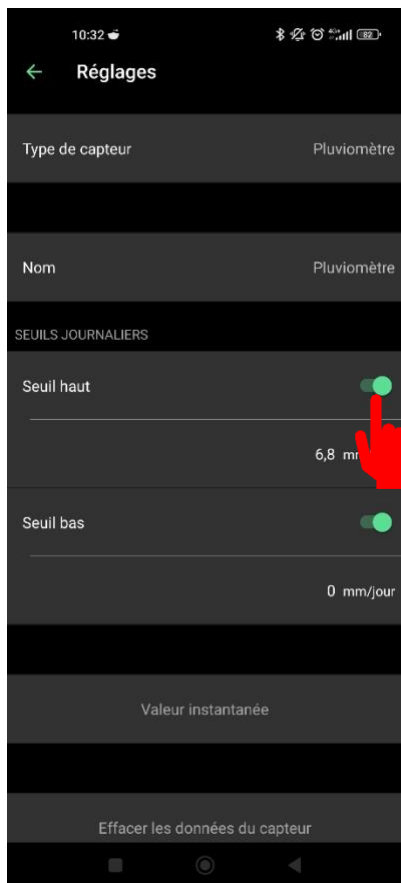 10:32
82
Réglages
Type de capteur Pluviomètre
Nom Pluviomètre
SEUILS JOURNALIERS
Seuil haut
6,8
Seuil bas
0 mm/jour
Valeur instantanée
Effacer les données du capteur